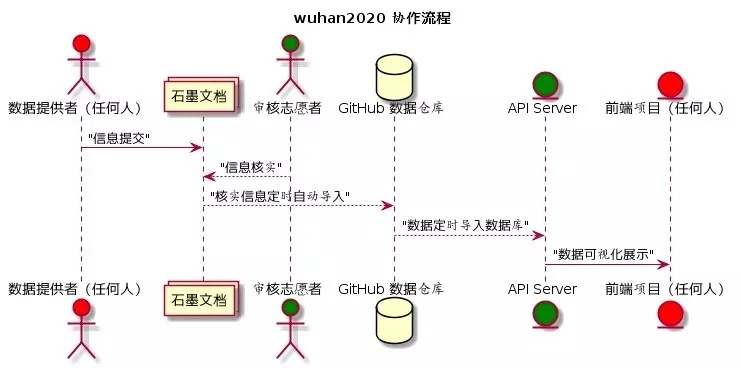 wuhan2020 协作流程
数据提供者（任何人）
石墨文档
审核志愿者
GitHub 数据仓库
API Server
前端项目（任何人）
"信息提交"
"信息核实"
"核实信息定时自动导入"
"数据定时导入数据库"
"数据可视化展示"
数据提供者（任何人）
石墨文档
审核志愿者
GitHub 数据仓库
API Server
前端项目（任何人）